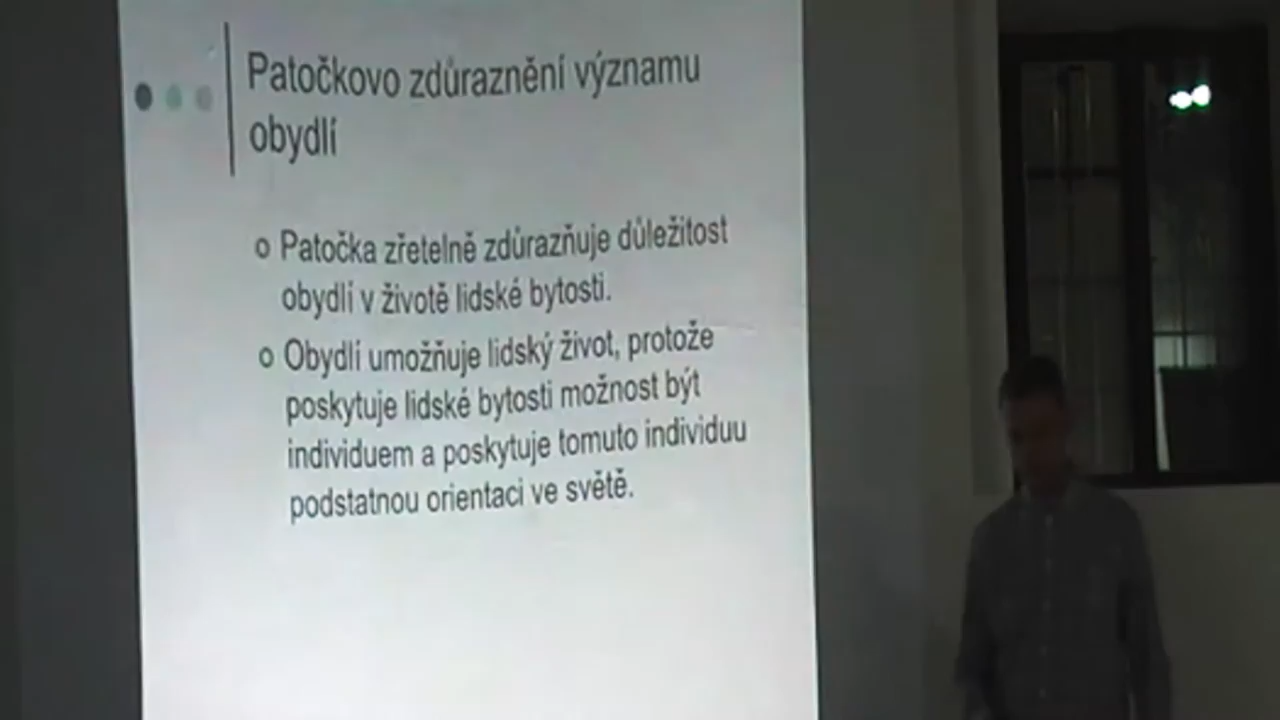 Patočkovo zdůraznění významu
obydlí
Patočka zřetelně zdůrazňuje důležitost
obydlí v životě lidské bytosti.
Obydlí umožňuje lidský život, protože
poskytuje lidské bytosti možnost být
individuem a poskytuje tomuto individuu
podstatnou orientaci ve světě.